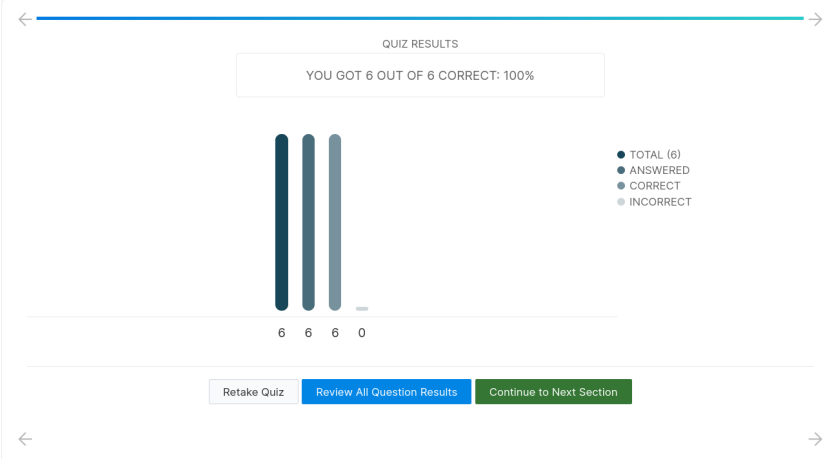 QUIZ RESULTS
YOU GOT 6 OUT OF 6 CORRECT: 100%
TOTAL (6)
ANSWERED
CORRECT
INCORRECT
6 6 6 0
Retake Quiz Review All Question Results Continue to Next Section